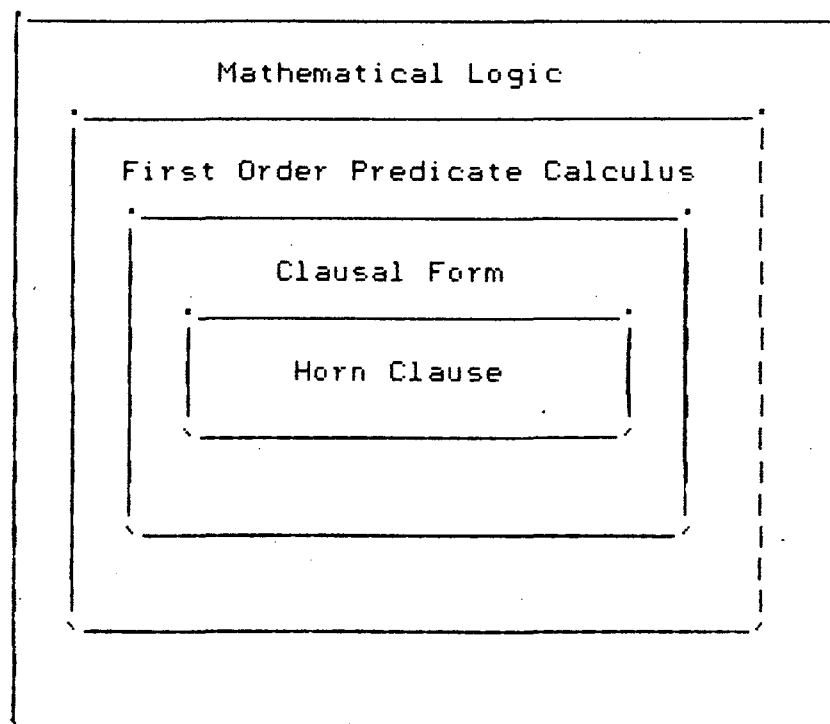 Mathematical Logic
First Order Predicate Calculus
Clausal Form
Horn Clause